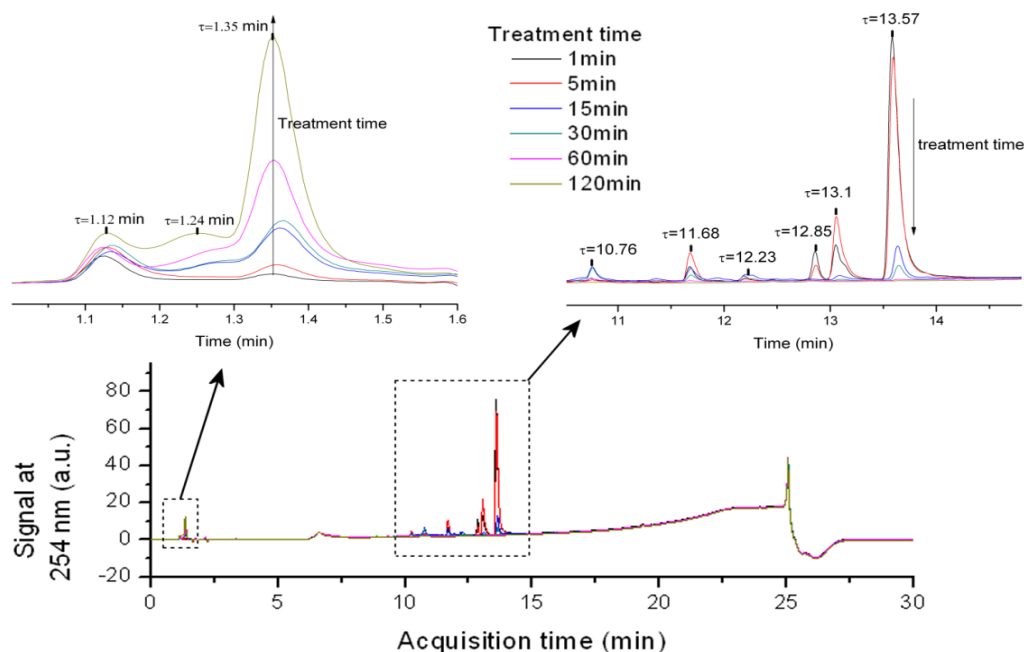 τ=1.35 min
Treatment time
τ=1.12 min
τ=1.24 min
1.1
1.2
1.3
1.4
1.5
1.6
Time (min)
Treatment time
1min
5min
15min
30min
60min
120min
τ=13.57
treatment time
τ=13.1
τ=12.85
τ=11.68
τ=10.76
τ=12.23
11
12
13
14
Time (min)
Signal at
254 nm (a.u.)
80
60
40
20
0
-20
0
5
10
15
20
25
30
Acquisition time (min)